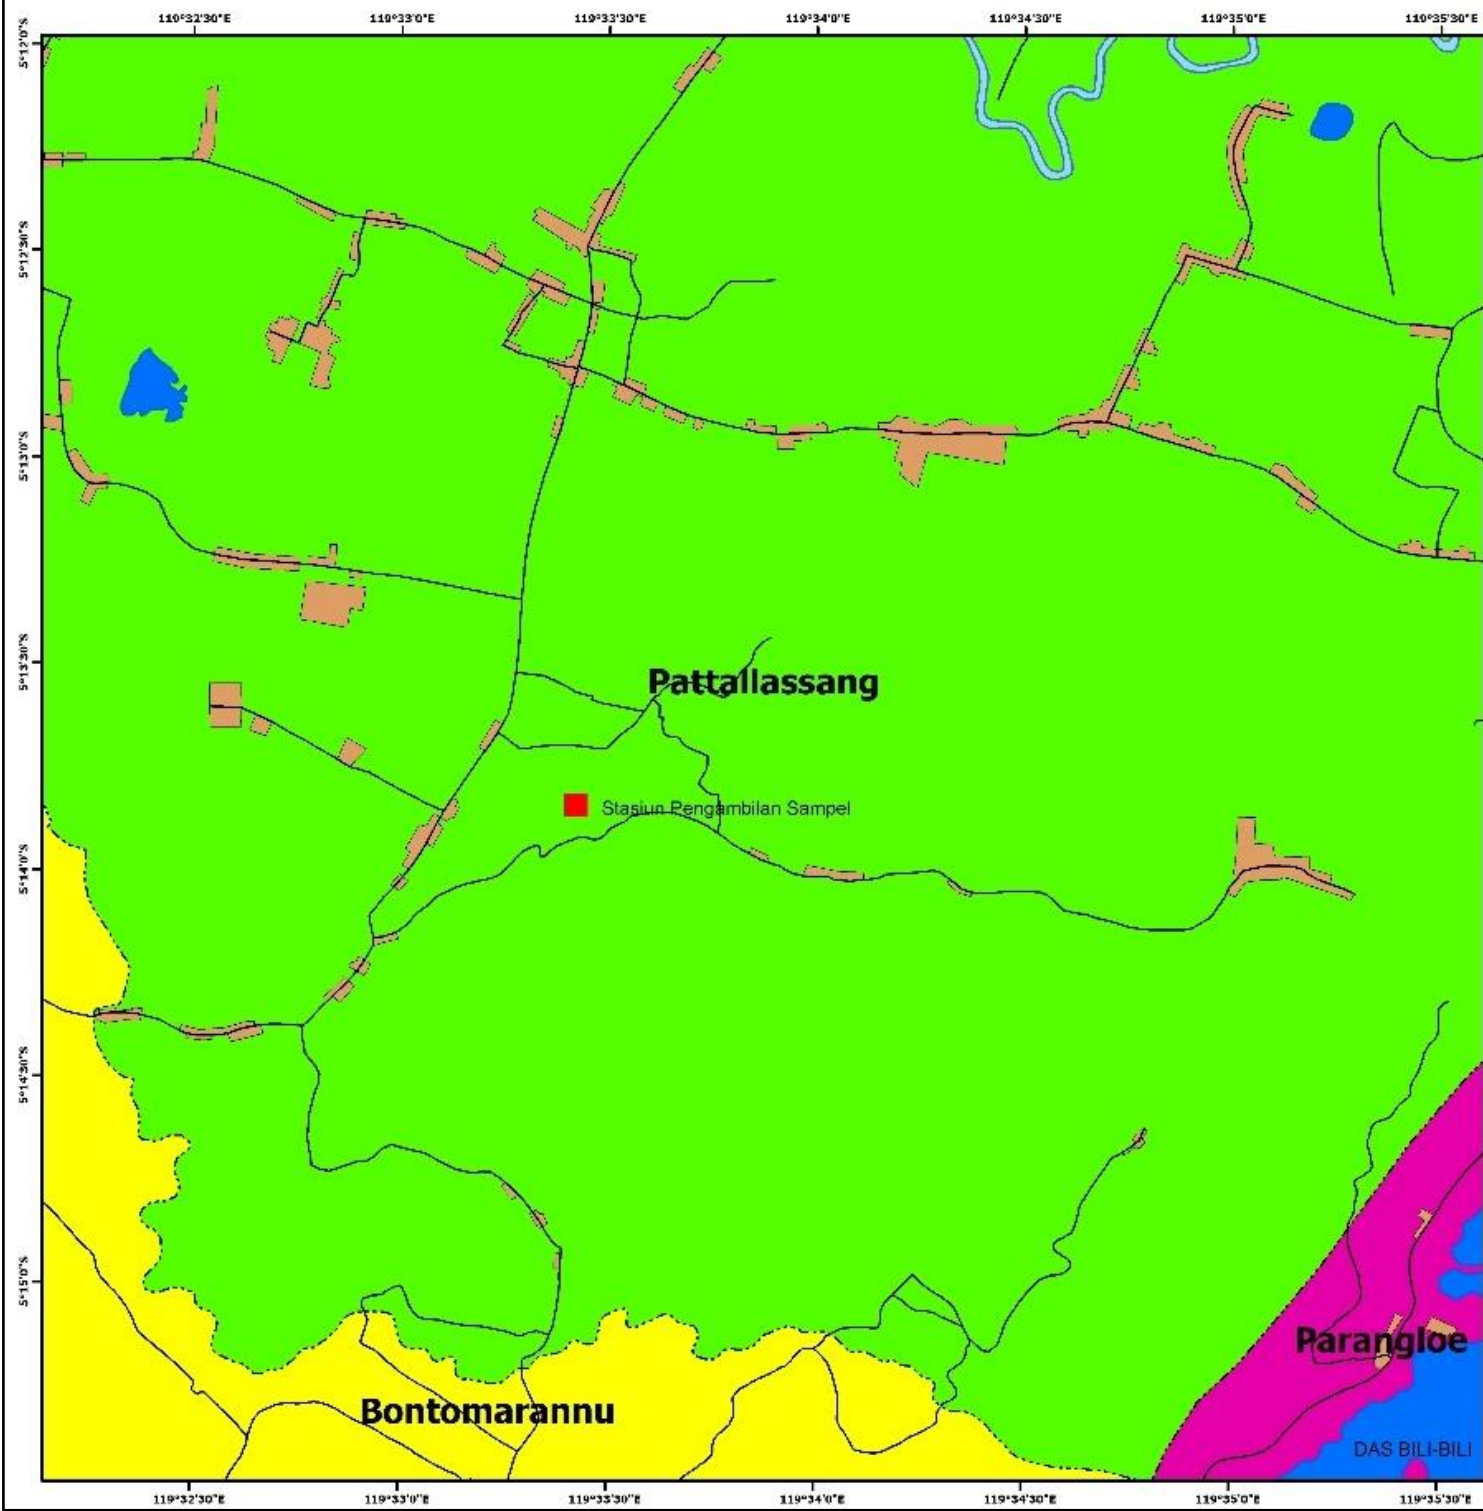 119°32'30"E 119°33'0"E 119°33'30"E 119°34'0"E 119°34'30"E 119°35'0"E 119°35'30"E
5°12'0"S
5°12'30"S
5°13'0"S
5°13'30"S
Pattallassang
Stasiun Pengambilan Sampel
5°14'0"S
5°14'30"S
5°15'0"S
Parangloe
Bontomarannu
DAS BILI-BILI
119°32'30"E 119°33'0"E 119°33'30"E 119°34'0"E 119°34'30"E 119°35'0"E 119°35'30"E